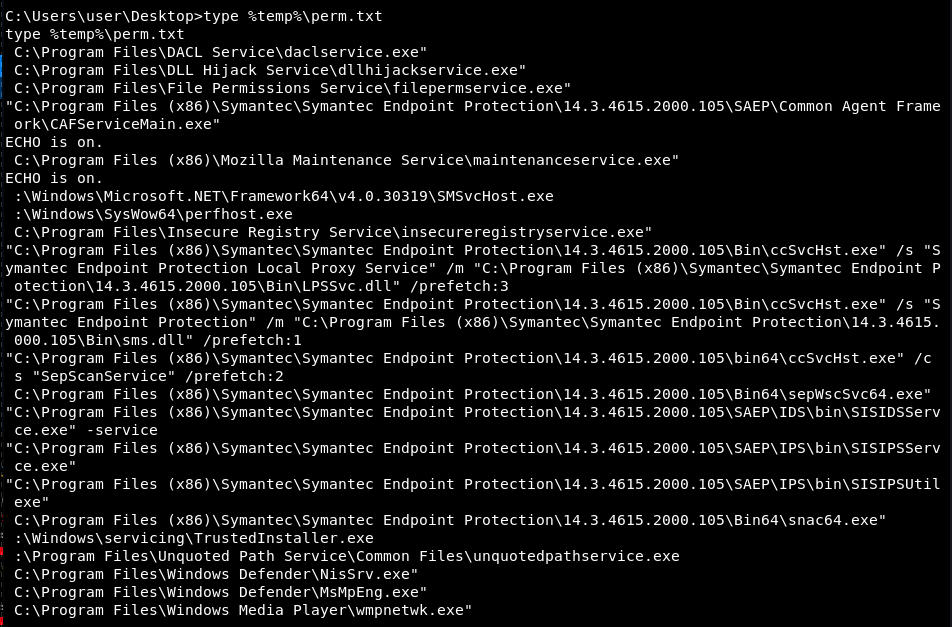 C:\Users\user\Desktop>type %temp%\perm.txt
type %temp%\perm.txt
C:\Program Files\DACL Service\daclservice.exe"
C:\Program Files\DLL Hijack Service\dllhijackservice.exe"
C:\Program Files\File Permissions Service\filepermservice.exe"
"C:\Program Files (x86)\Symantec\Symantec Endpoint Protection\14.3.4615.2000.105\SAEP\Common Agent Frame
ork\CAFServiceMain.exe"
ECHO is on.
C:\Program Files (x86)\Mozilla Maintenance Service\maintenanceservice.exe"
ECHO is on.
:\Windows\Microsoft.NET\Framework64\v4.0.30319\SMSvcHost.exe
:\Windows\SysWow64\perfhost.exe
C:\Program Files\Insecure Registry Service\insecureregistryservice.exe"
"C:\Program Files (x86)\Symantec\Symantec Endpoint Protection\14.3.4615.2000.105\Bin\ccSvcHst.exe" /s "S
ymantec Endpoint Protection Local Proxy Service" /m "C:\Program Files (x86)\Symantec\Symantec Endpoint P
otection\14.3.4615.2000.105\Bin\LPSSvc.dll" /prefetch:3
"C:\Program Files (x86)\Symantec\Symantec Endpoint Protection\14.3.4615.2000.105\Bin\ccSvcHst.exe" /s "S
ymantec Endpoint Protection" /m "C:\Program Files (x86)\Symantec\Symantec Endpoint Protection\14.3.4615.
000.105\Bin\sms.dll" /prefetch:1
"C:\Program Files (x86)\Symantec\Symantec Endpoint Protection\14.3.4615.2000.105\bin64\ccSvcHst.exe" /c
s "SepScanService" /prefetch:2
C:\Program Files (x86)\Symantec\Symantec Endpoint Protection\14.3.4615.2000.105\Bin64\sepWscSvc64.exe"
"C:\Program Files (x86)\Symantec\Symantec Endpoint Protection\14.3.4615.2000.105\SAEP\IDS\bin\SISIDSServ
ce.exe" -service
"C:\Program Files (x86)\Symantec\Symantec Endpoint Protection\14.3.4615.2000.105\SAEP\IPS\bin\SISIPSServ
ce.exe"
"C:\Program Files (x86)\Symantec\Symantec Endpoint Protection\14.3.4615.2000.105\SAEP\IPS\bin\SISIPSUtil
exe"
C:\Program Files (x86)\Symantec\Symantec Endpoint Protection\14.3.4615.2000.105\Bin64\snac64.exe"
:\Windows\servicing\TrustedInstaller.exe
:\Program Files\Unquoted Path Service\Common Files\unquotedpathservice.exe
C:\Program Files\Windows Defender\NisSrv.exe"
C:\Program Files\Windows Defender\MsMpEng.exe"
C:\Program Files\Windows Media Player\wmpnetwk.exe"